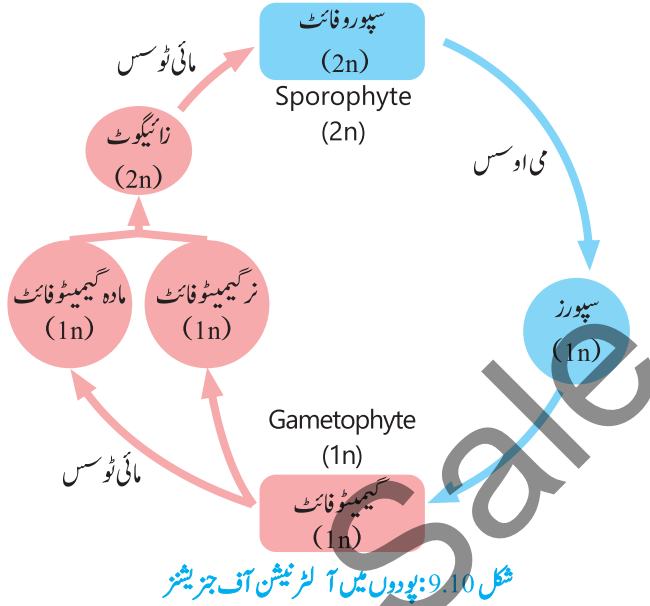 سپوروفائٹ
(2n)
Sporophyte
(2n)
مائی ٹوسس
می اوسس
زائیگوٹ
(2n)
مادہ گیمیٹوفائٹ
(1n)
نر گیمیٹوفائٹ
(1n)
سپورز
(1n)
Gametophyte
(1n)
مائی ٹوسس
گیمیٹوفائٹ
(1n)
Sale
شکل 9.10: پودوں میں آلٹرنیشن آف جنریشنز